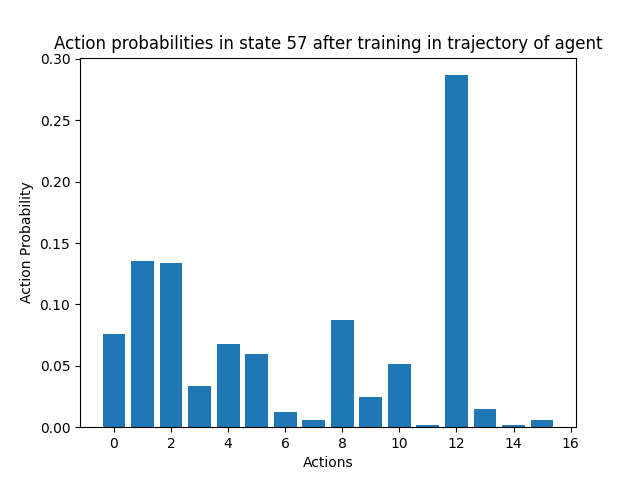 Action probabilities in state 57 after training in trajectory of agent
0.30
0.25
0.20
0.15
0.10
0.05
0.00
Action Probability
0 2 4 6 8 10 12 14 16
Actions